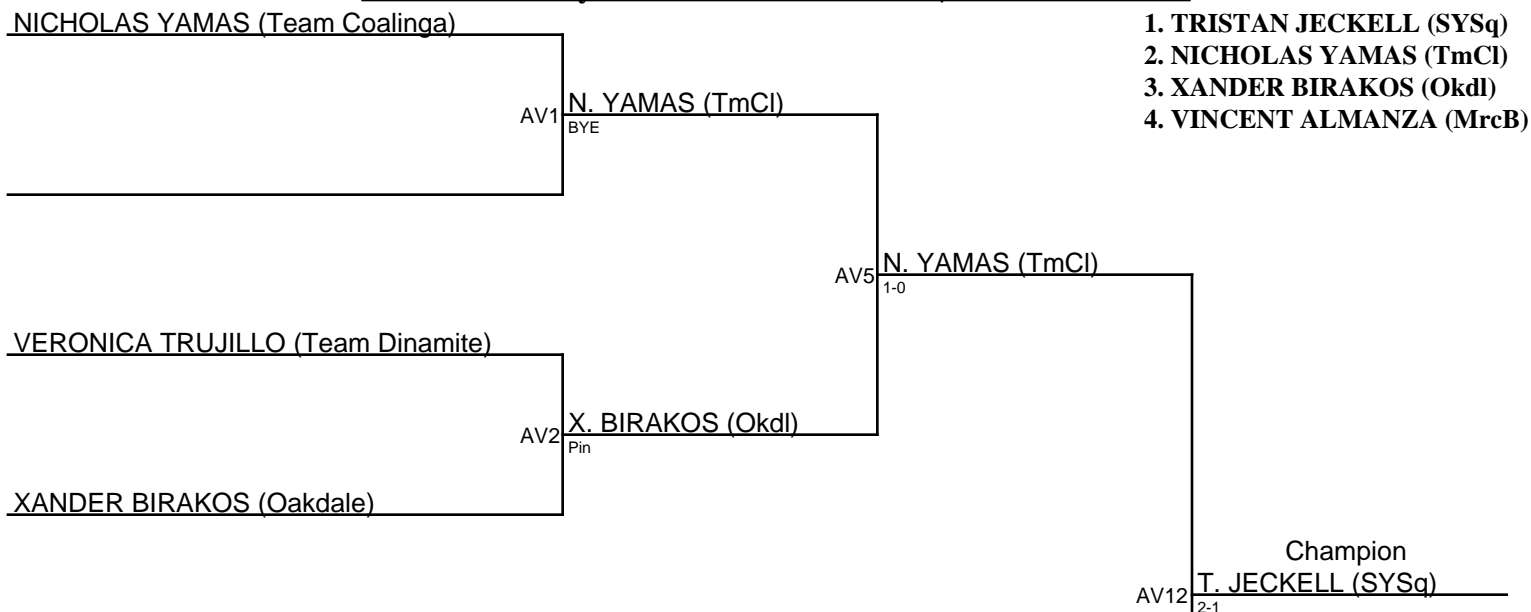 NICHOLAS YAMAS (Team Coalinga)
1. TRISTAN JECKELL (SYSq)
2. NICHOLAS YAMAS (TmCl)
3. XANDER BIRAKOS (Okdl)
4. VINCENT ALMANZA (MrcB)
AV1 N. YAMAS (TmCl)
BYE
AV5 N. YAMAS (TmCl)
1-0
VERONICA TRUJILLO (Team Dinamite)
AV2 X. BIRAKOS (Okdl)
Pin
XANDER BIRAKOS (Oakdale)
Champion
AV12 T. JECKELL (SYSq)
2-1